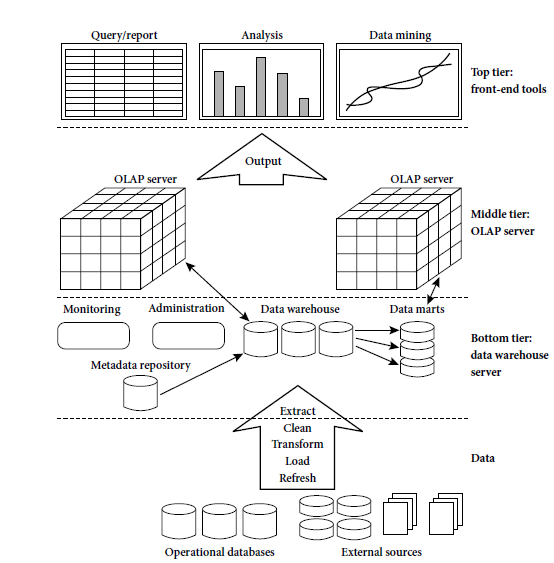 Query/report
Analysis
Data mining
Top tier:
front-end tools
Output
OLAP server
OLAP server
Middle tier:
OLAP server
Monitoring
Administration
Data warehouse
Data marts
Bottom tier:
data warehouse
server
Metadata repository
Extract
Clean
Transform
Load
Refresh
Data
Operational databases
External sources